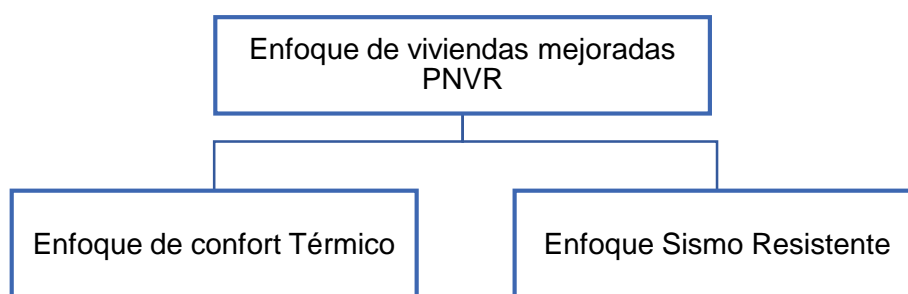 Enfoque de viviendas mejoradas
PNVR
Enfoque de confort Térmico
Enfoque Sismo Resistente